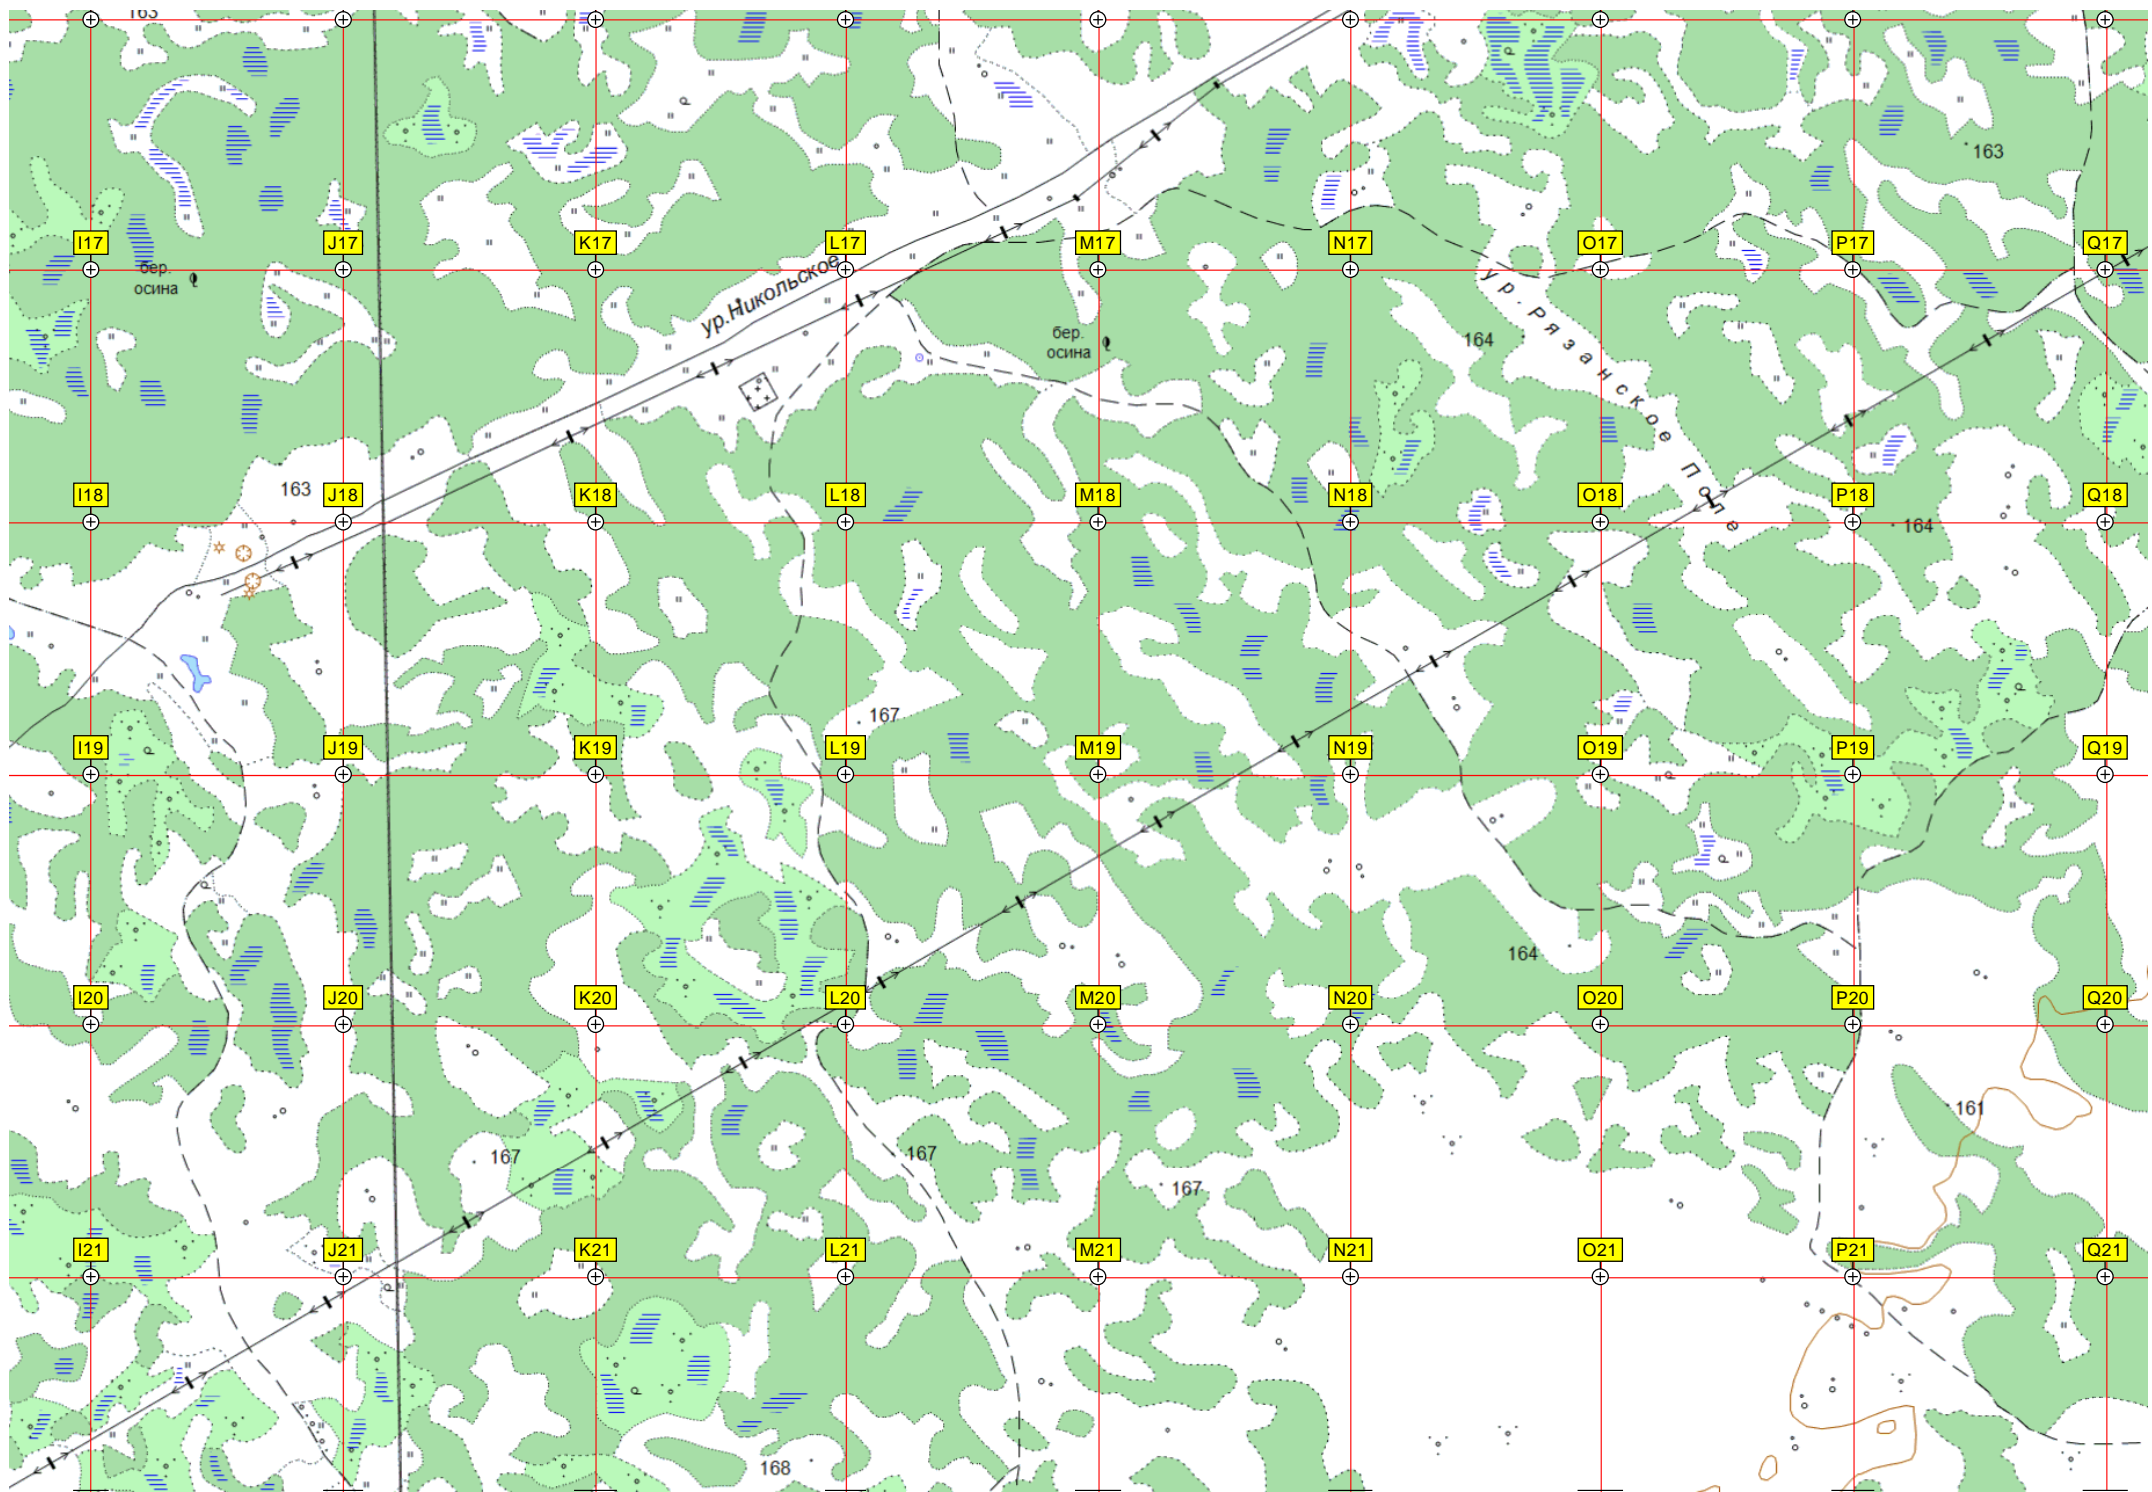 163
163
I17
J17
K17
L17
M17
N17
O17
P17
Q17
бер.
осина
ур.Никольское
бер.
осина
164
ур. Рязанское Поле
163
I18
J18
K18
L18
M18
N18
O18
P18
Q18
164
167
I19
J19
K19
L19
M19
N19
O19
P19
Q19
164
I20
J20
K20
L20
M20
N20
O20
P20
Q20
161
167
167
167
I21
J21
K21
L21
M21
N21
O21
P21
Q21
168